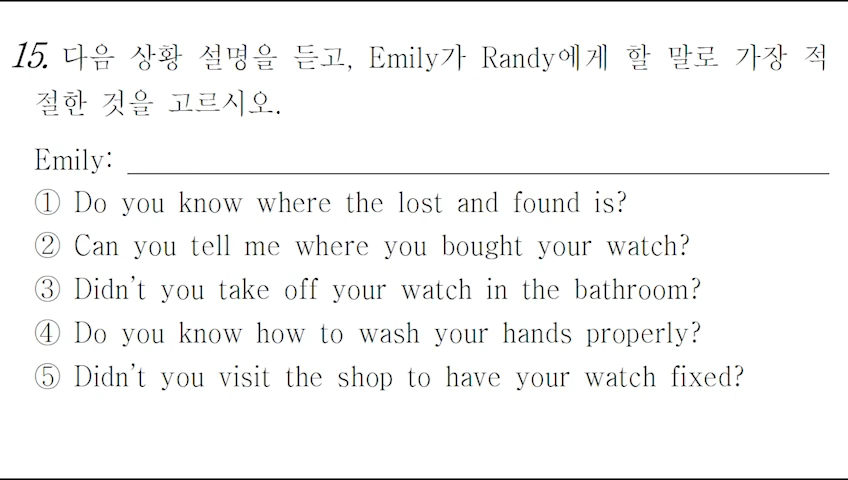 15. 다음 상황 설명을 듣고, Emily가 Randy에게 할 말로 가장 적
절한 것을 고르시오.
Emily:
① Do you know where the lost and found is?
② Can you tell me where you bought your watch?
③ Didn't you take off your watch in the bathroom?
④ Do you know how to wash your hands properly?
⑤ Didn't you visit the shop to have your watch fixed?